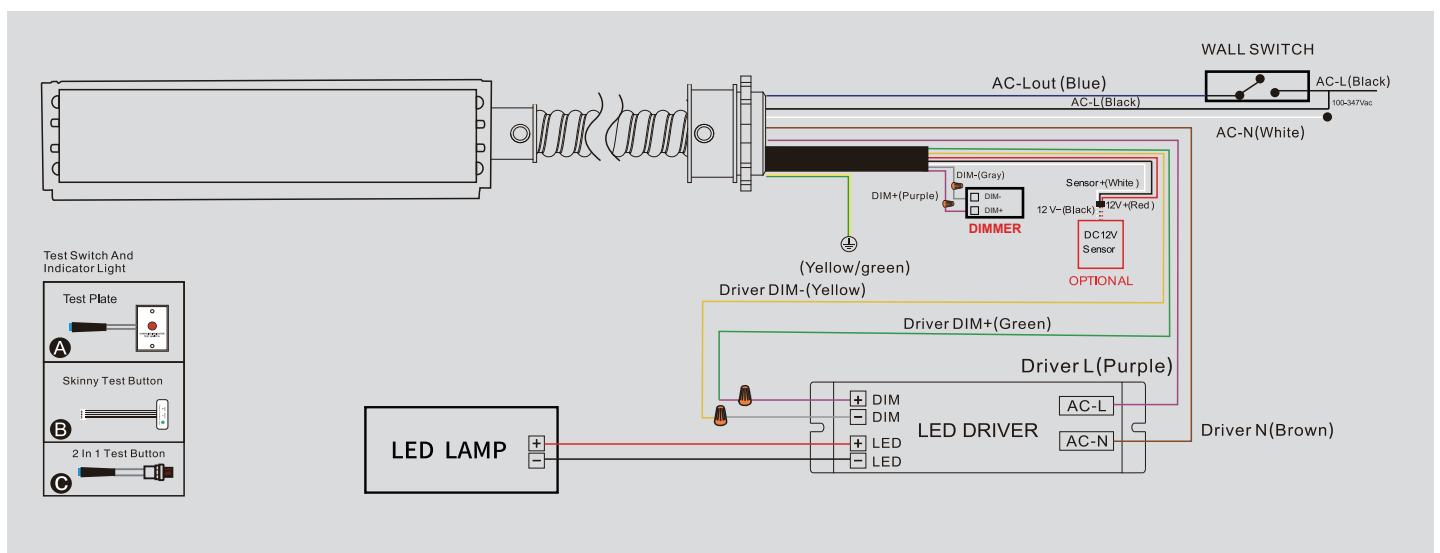 WALL SWITCH
AC-Lout (Blue)
AC-L(Black)
AC-L(Black)
100-347Vac
AC-N(White)
DIM-(Gray)
DIM+(Purple)
DIM-
DIM+
DIMMER
Sensor+(White )
12V+(Red )
12 V-(Black)
DC12V
Sensor
OPTIONAL
(Yellow/green)
Driver DIM-(Yellow)
Driver DIM+(Green)
Driver L(Purple)
Driver N(Brown)
Test Switch And
Indicator Light
Test Plate
A
Skinny Test Button
B
2 In 1 Test Button
C
LED LAMP
+
-
+ DIM
- DIM
+ LED
- LED
LED DRIVER
AC-L
AC-N